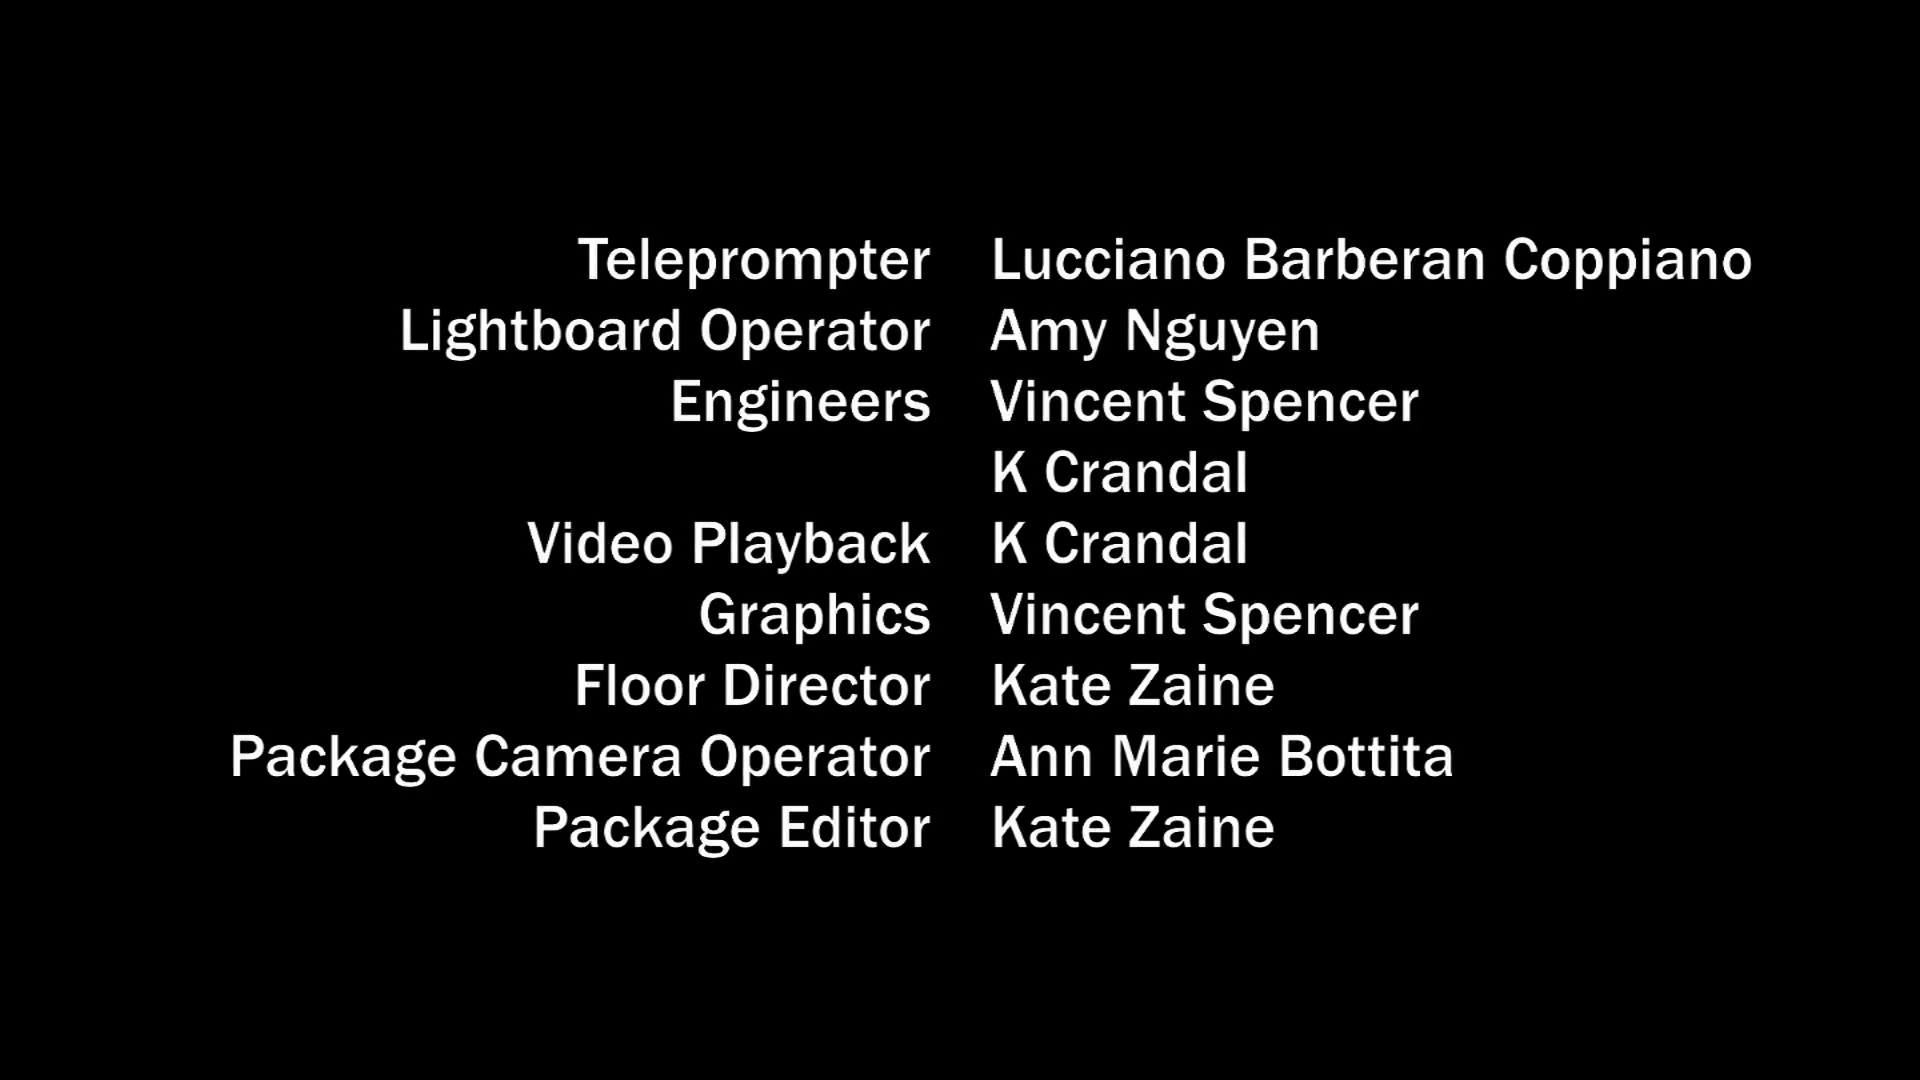 Teleprompter Lucciano Barberan Coppiano
Lightboard Operator Amy Nguyen
Engineers Vincent Spencer
K Crandal
Video Playback K Crandal
Graphics Vincent Spencer
Floor Director Kate Zaine
Package Camera Operator Ann Marie Bottita
Package Editor Kate Zaine